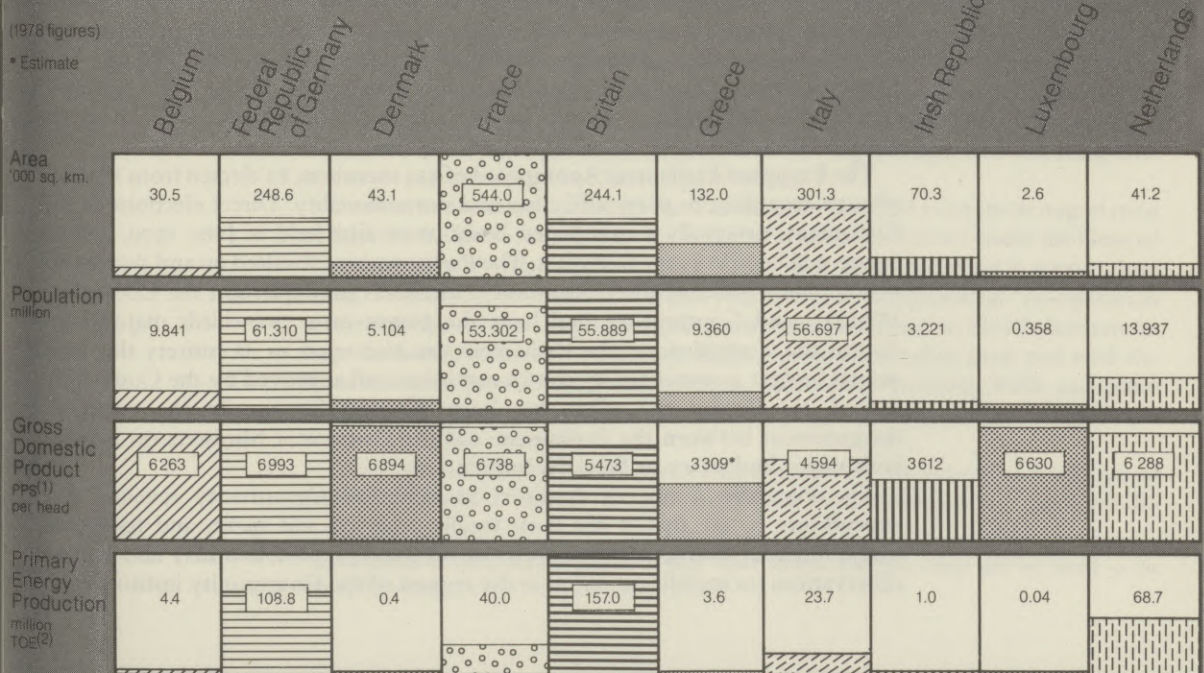 (1978 figures)
* Estimate
Belgium
Federal
Republic
of Germany
Denmark
France
Britain
Greece
Italy
Irish Republic
Luxembourg
Netherlands
Area
'000 sq. km.
30.5 248.6 43.1 544.0 244.1 132.0 301.3 70.3 2.6 41.2
Population
million
9.841 61.310 5.104 53.302 55.889 9.360 56.697 3.221 0.358 13.937
Gross
Domestic
Product
PPS(1)
per head
6263 6993 6894 6738 5473 3309* 4594 3612 6630 6288
Primary
Energy
Production
million
TOE(2)
4.4 108.8 0.4 40.0 157.0 3.6 23.7 1.0 0.04 68.7